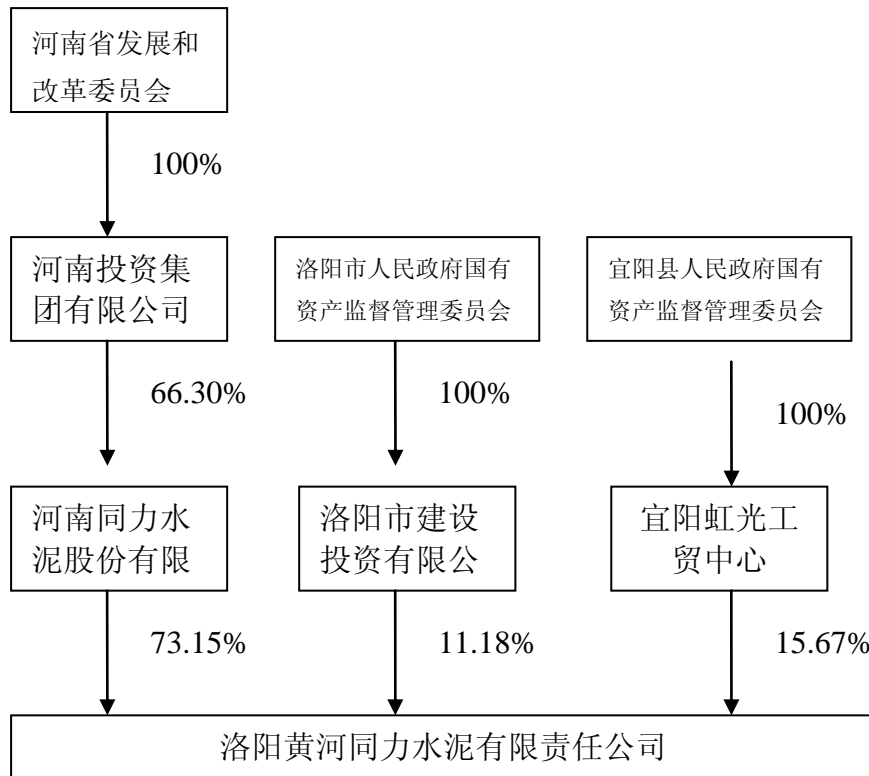 河南省发展和
改革委员会
100%
河南投资集
团有限公司
洛阳市人民政府国有
资产监督管理委员会
宜阳县人民政府国有
资产监督管理委员会
66.30%
100%
100%
河南同力水
泥股份有限
洛阳市建设
投资有限公
宜阳虹光工
贸中心
73.15%
11.18%
15.67%
洛阳黄河同力水泥有限责任公司